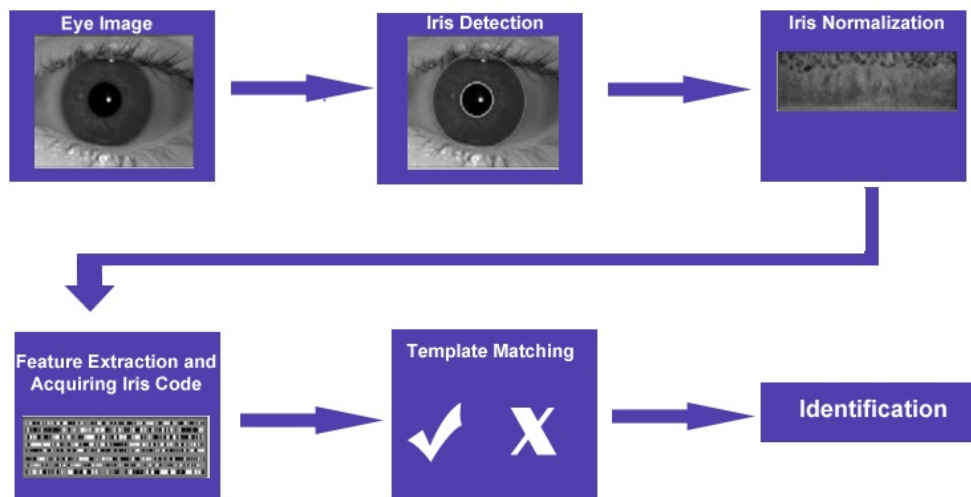 Eye Image
Iris Detection
Iris Normalization
Feature Extraction and
Acquiring Iris Code
Template Matching
Identification